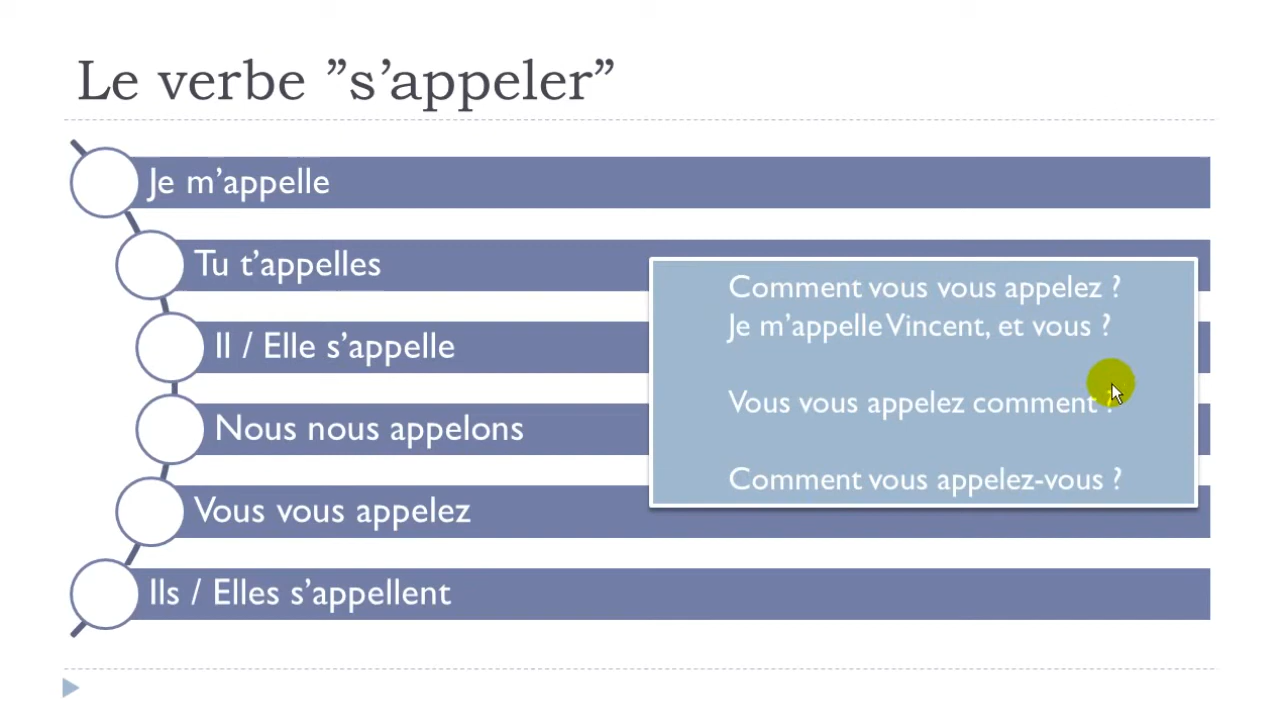 Le verbe ”s’appeler”
Je m’appelle
Tu t’appelles
Il / Elle s’appelle
Nous nous appelons
Vous vous appelez
Ils / Elles s’appellent
Comment vous vous appelez ?
Je m’appelle Vincent, et vous ?
Vous vous appelez comment ?
Comment vous appelez-vous ?